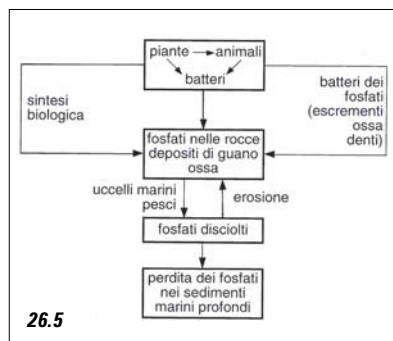 piante animali
batteri
sintesi
biologica
batteri dei
fosfati
(escrementi
ossa
denti)
fosfati nelle rocce
depositi di guano
ossa
uccelli marini
pesci
erosione
fosfati disciolti
perdita dei fosfati
nei sedimenti
marini profondi
26.5